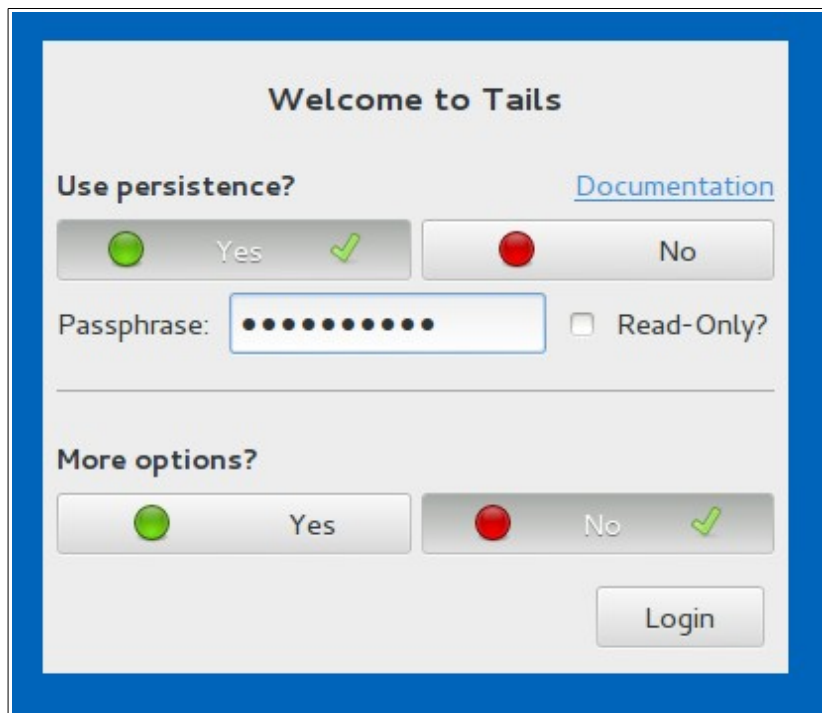 Welcome to Tails
Use persistence? Documentation
Yes No
Passphrase: ●●●●●●●●●● Read-Only?
More options?
Yes No
Login